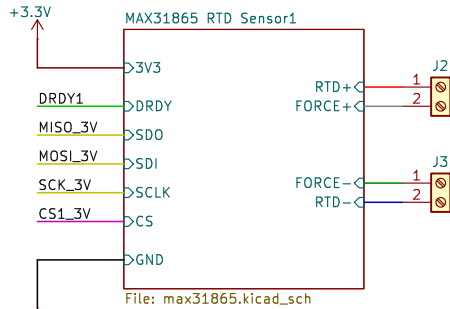 +3.3V
MAX31865 RTD Sensor1
3V3
DRDY1
DRDY
MISO_3V
SDO
MOSI_3V
SDI
SCK_3V
SCLK
CS1_3V
CS
GND
RTD+
FORCE+
FORCE-
RTD-
J2
1
2
J3
1
2
File: max31865.kicad_sch